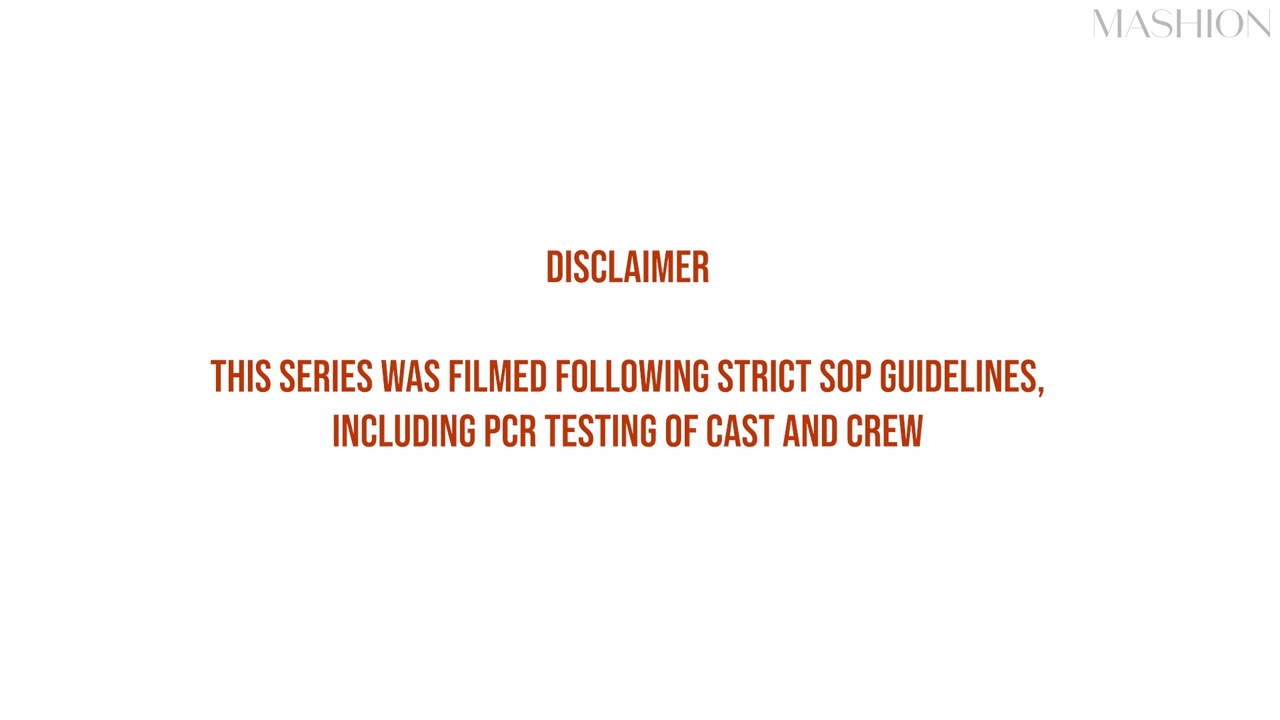 MASHION
DISCLAIMER
THIS SERIES WAS FILMED FOLLOWING STRICT SOP GUIDELINES,
INCLUDING PCR TESTING OF CAST AND CREW